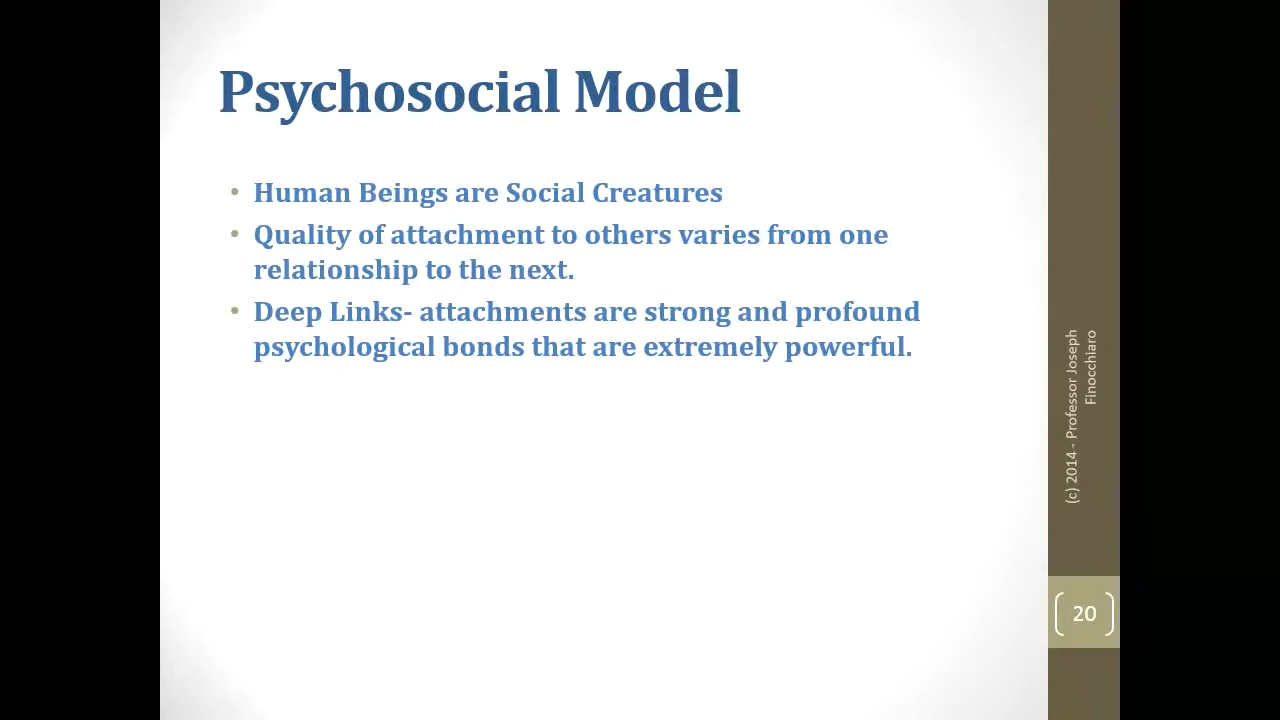 Psychosocial Model
• Human Beings are Social Creatures
• Quality of attachment to others varies from one
relationship to the next.
• Deep Links- attachments are strong and profound
psychological bonds that are extremely powerful.
(c) 2014 - Professor Joseph
Finocchiaro
20